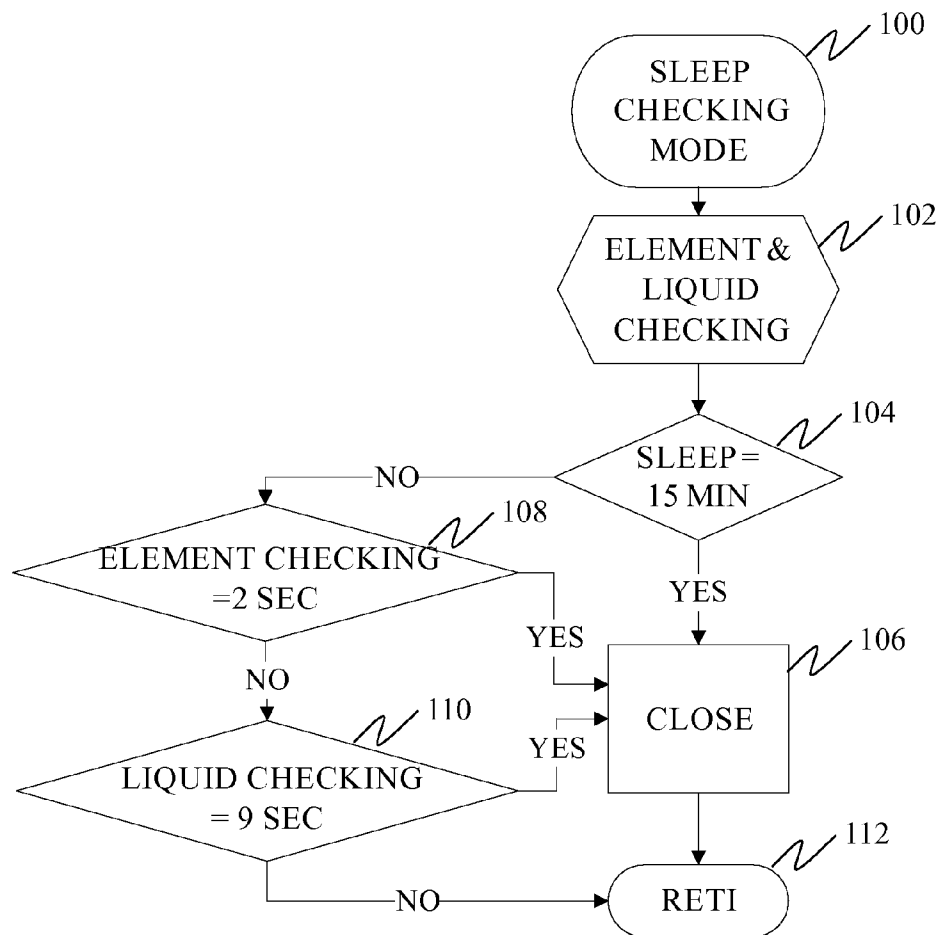 100
SLEEP
CHECKING
MODE
102
ELEMENT &
LIQUID
CHECKING
104
SLEEP =
15 MIN
NO
108
ELEMENT CHECKING
=2 SEC
YES
YES
NO
106
CLOSE
110
YES
LIQUID CHECKING
= 9 SEC
112
NO
RETI